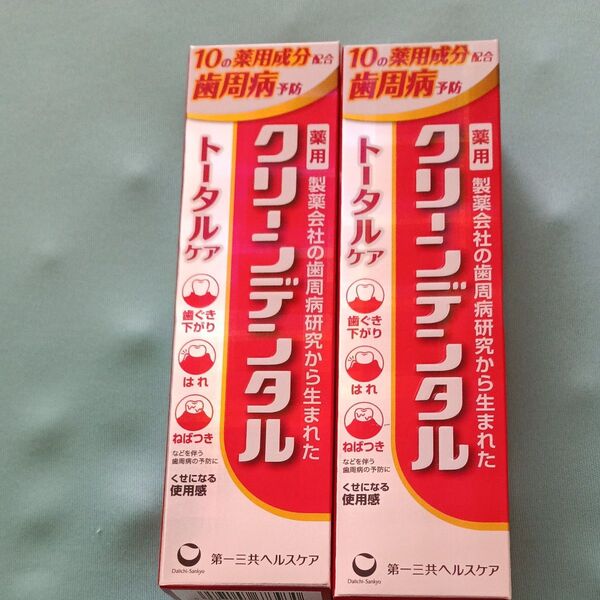 10の薬用成分配合
歯周病予防
薬用
クリーンデンタル
製薬会社の歯周病研究から生まれた
トータルケア
歯ぐき
下がり
はれ
ねばつき
などを伴う
歯周病の予防に
くせになる
使用感
Daiichi-Sankyo
第一三共ヘルスケア
10の薬用成分配合
歯周病予防
薬用
クリーンデンタル
製薬会社の歯周病研究から生まれた
トータルケア
歯ぐき
下がり
はれ
ねばつき
などを伴う
歯周病の予防に
くせになる
使用感
Daiichi-Sankyo
第一三共ヘルスケア